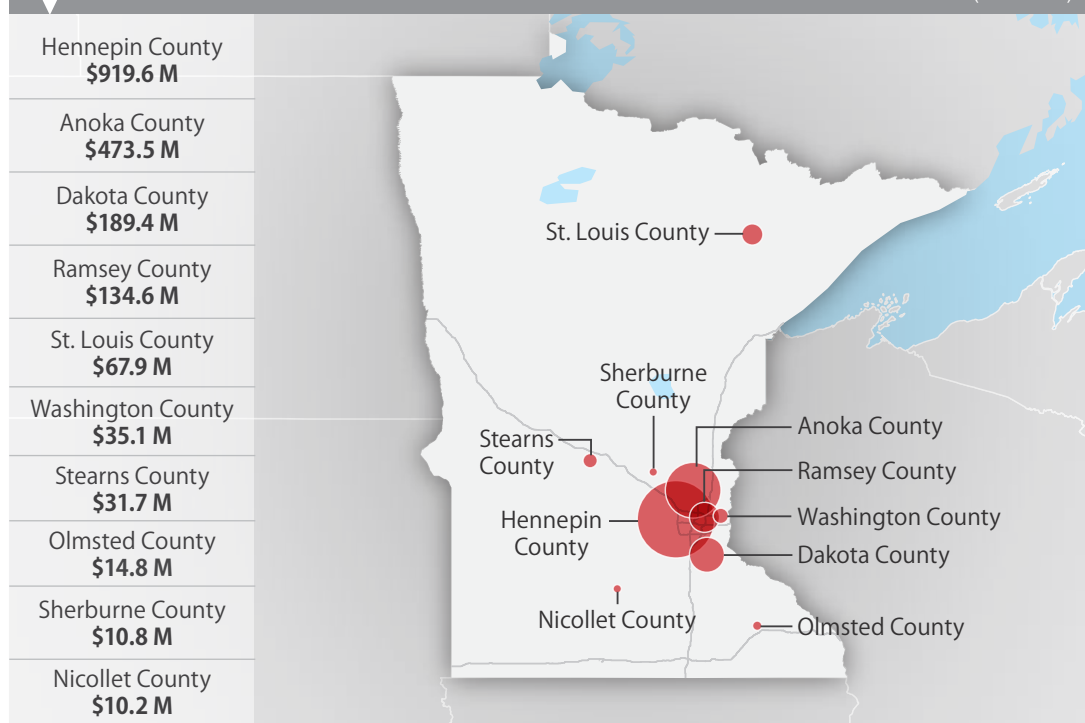 Hennepin County
$919.6 M
Anoka County
$473.5 M
Dakota County
$189.4 M
Ramsey County
$134.6 M
St. Louis County
$67.9 M
Washington County
$35.1 M
Stearns County
$31.7 M
Olmsted County
$14.8 M
Sherburne County
$10.8 M
Nicollet County
$10.2 M
St. Louis County
Sherburne
County
Stearns
County
Anoka County
Ramsey County
Hennepin
County
Washington County
Dakota County
Nicollet County
Olmsted County